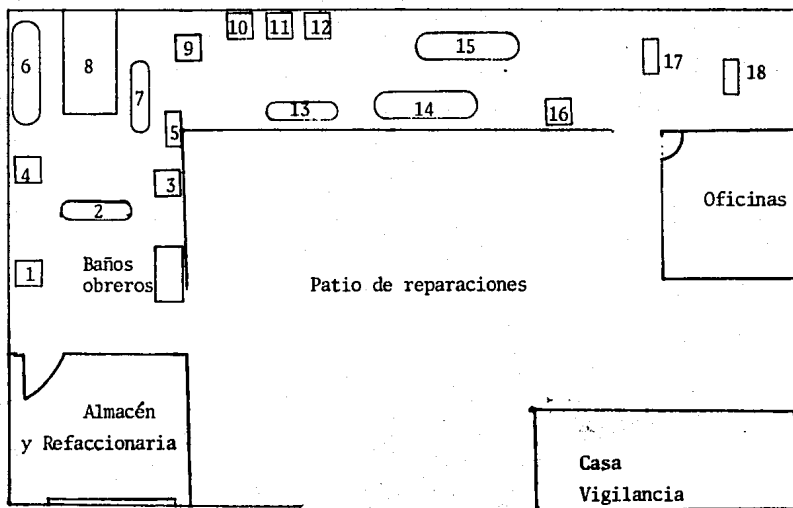 10 11 12
6 8 9 15 17 18
7
5 13 14 16
4 3
2
Oficinas
1
Baños
obreros
Patio de reparaciones
Almacén
y Refaccionaria
Casa
Vigilancia